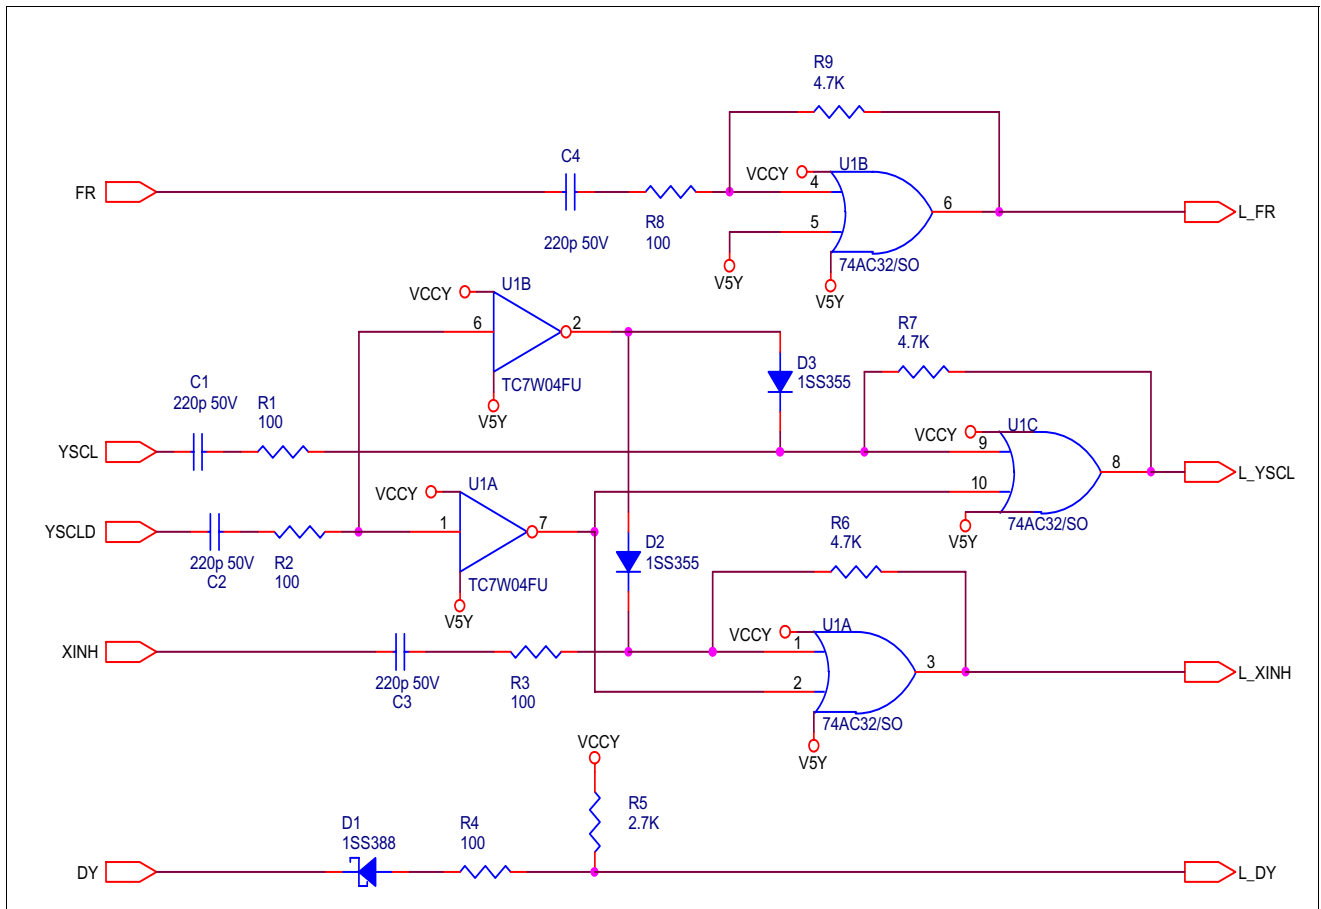 R9
4.7K
C4
VCCY
U1B
FR
4
6
L_FR
5
R8
220p 50V
100
74AC32/SO
V5Y
V5Y
U1B
VCCY
6
2
R7
4.7K
D3
1SS355
TC7W04FU
C1
220p 50V
R1
100
V5Y
U1C
VCCY
9
YSCL
8
L_YSCL
U1A
VCCY
10
R6
4.7K
74AC32/SO
YSCLD
1
7
V5Y
D2
1SS355
220p 50V
C2
R2
100
TC7W04FU
V5Y
U1A
VCCY
XINH
1
3
L_XINH
220p 50V
C3
R3
100
2
74AC32/SO
VCCY
V5Y
R5
2.7K
D1
1SS388
R4
100
DY
L_DY